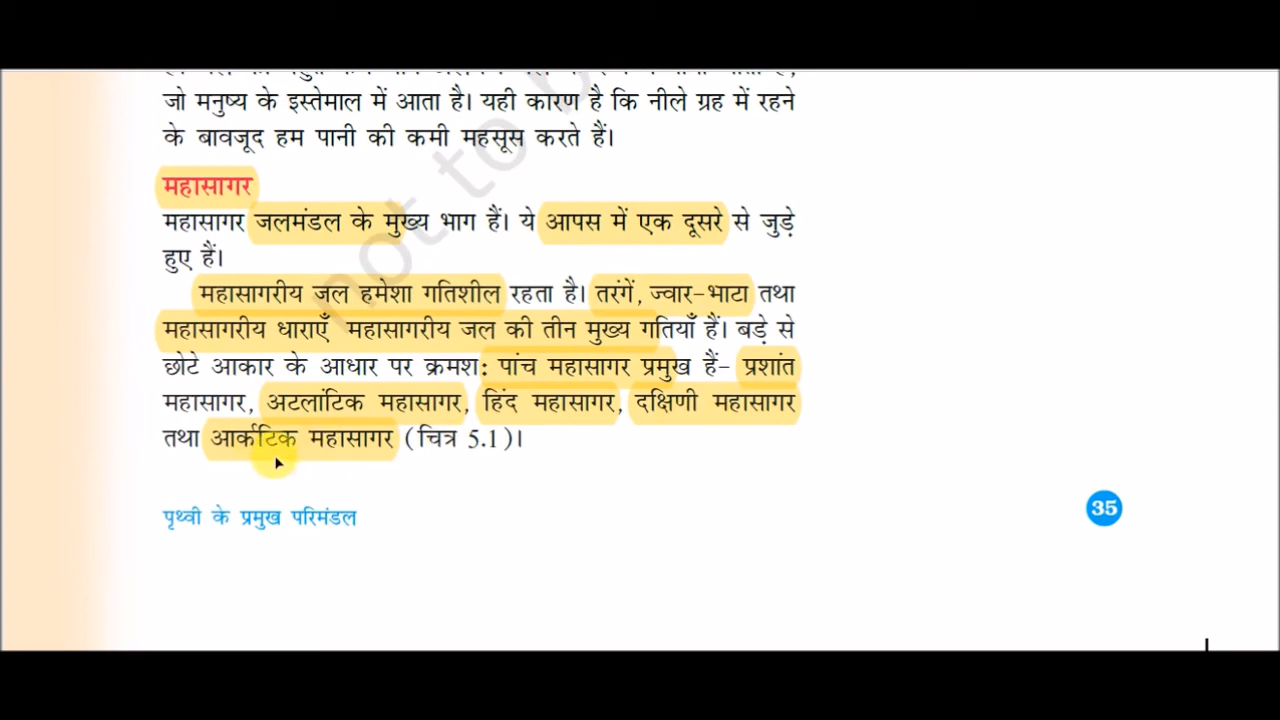 जो मनुष्य के इस्तेमाल में आता है। यही कारण है कि नीले ग्रह में रहने
के बावजूद हम पानी की कमी महसूस करते हैं।
महासागर
महासागर जलमंडल के मुख्य भाग हैं। ये आपस में एक दूसरे से जुड़े
हुए हैं।
महासागरीय जल हमेशा गतिशील रहता है। तरंगें, ज्वार-भाटा तथा
महासागरीय धाराएँ महासागरीय जल की तीन मुख्य गतियाँ हैं। बड़े से
छोटे आकार के आधार पर क्रमश: पांच महासागर प्रमुख हैं- प्रशांत
महासागर, अटलांटिक महासागर, हिंद महासागर, दक्षिणी महासागर
तथा आर्कटिक महासागर (चित्र 5.1)।
पृथ्वी के प्रमुख परिमंडल
35
not to b